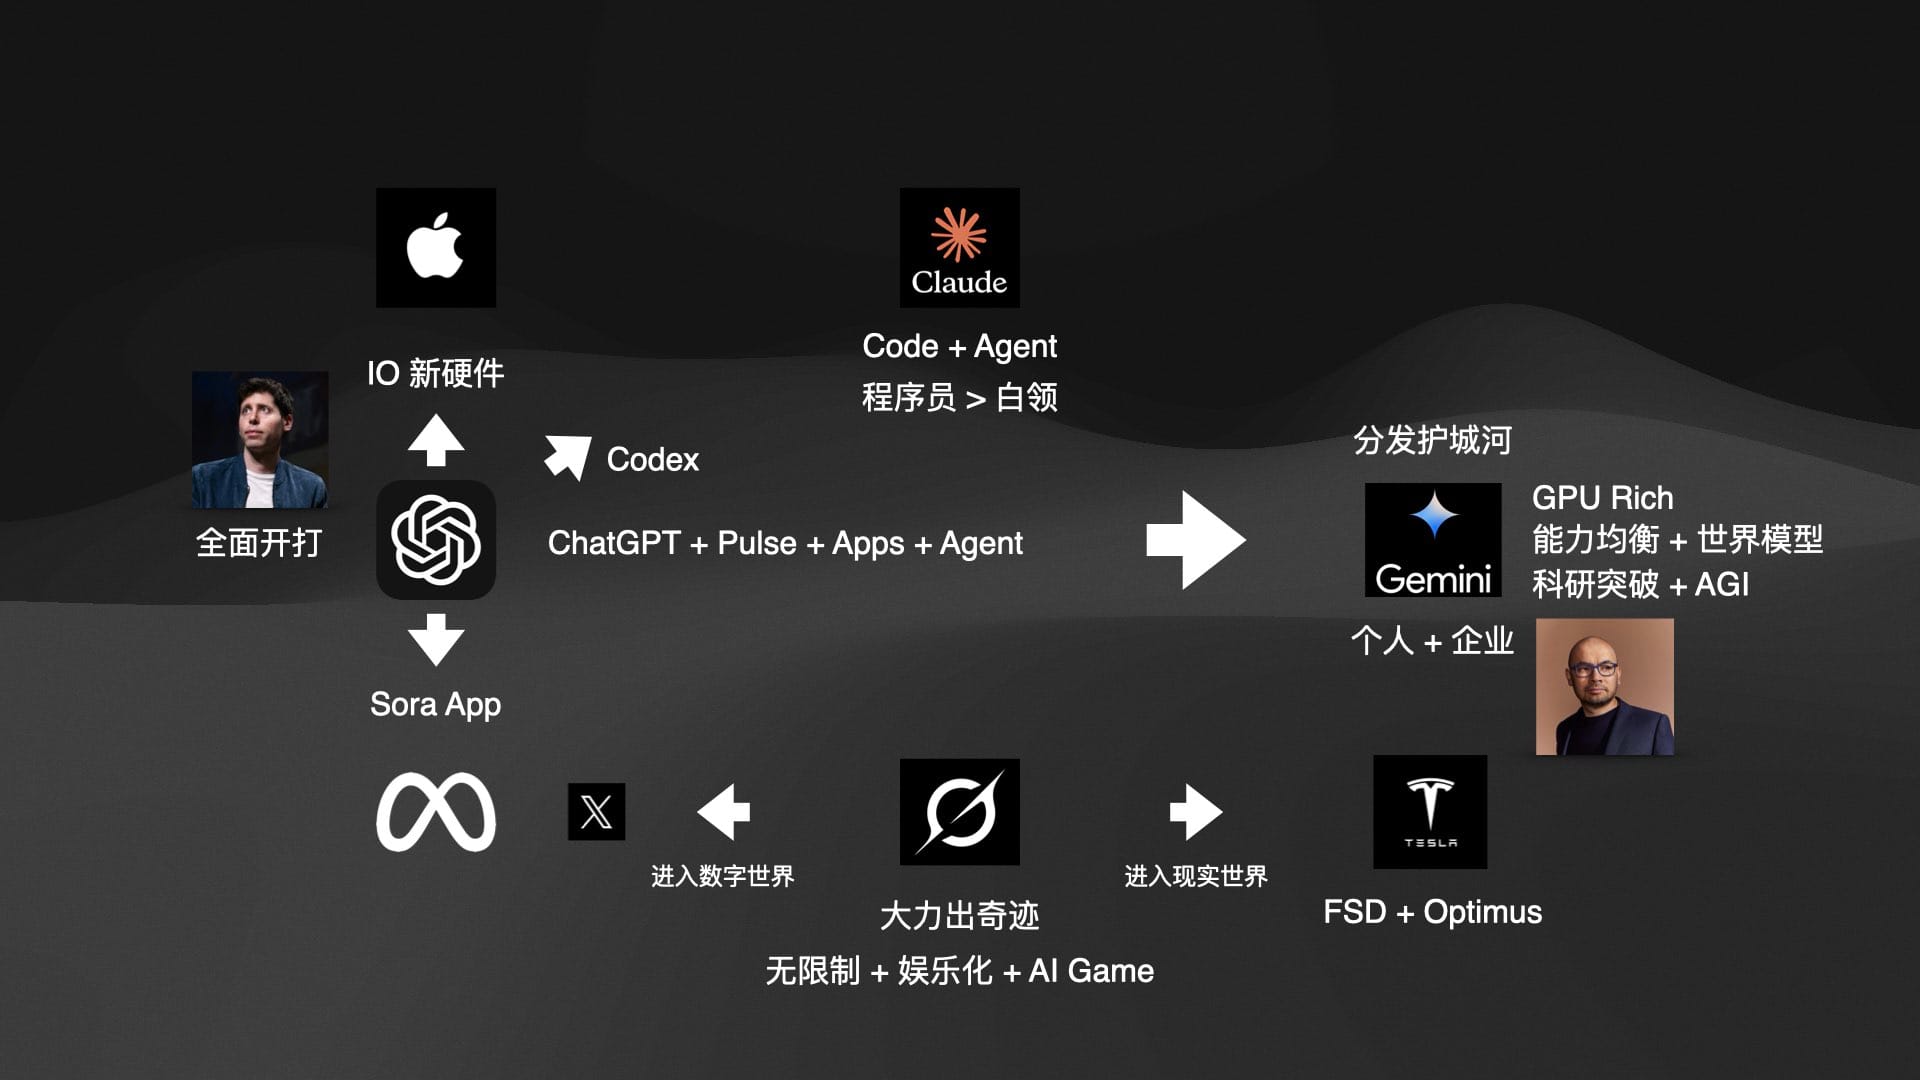 Claude
IO 新硬件
Code + Agent
程序员 > 白领
Codex
全面开打
ChatGPT + Pulse + Apps + Agent
分发护城河
Gemini
GPU Rich
能力均衡 + 世界模型
科研突破 + AGI
个人 + 企业
Sora App
X
进入数字世界
大力出奇迹
无限制 + 娱乐化 + AI Game
进入现实世界
TESLA
FSD + Optimus